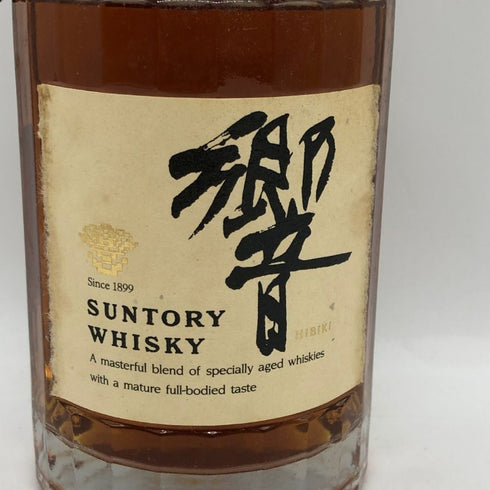 響
Since 1899
SUNTORY
WHISKY
HIBIKI
A masterful blend of specially aged whiskies
with a mature full-bodied taste